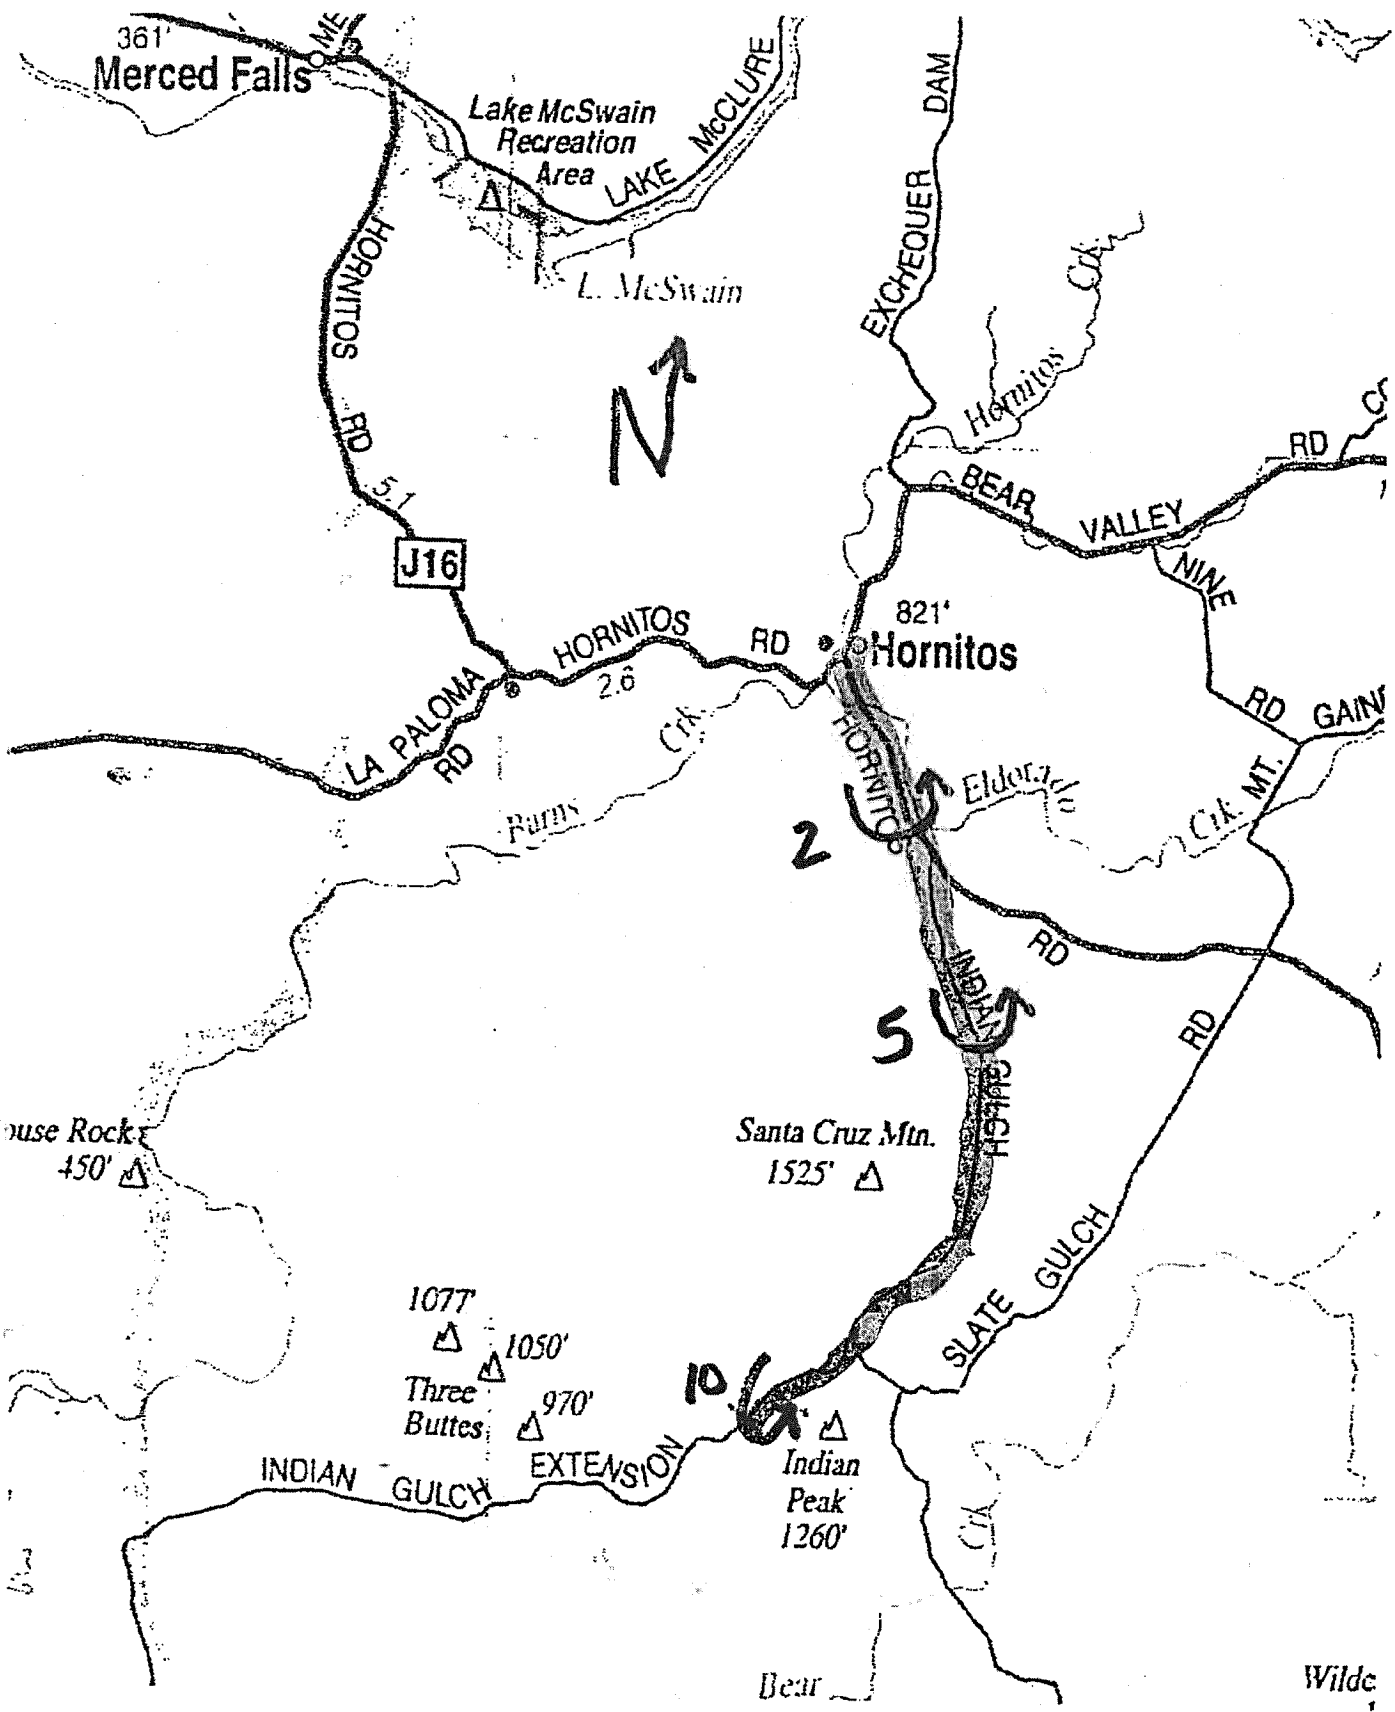 361'
Merced Falls
Lake McSwain
Recreation
Area
LAKE McCLURE
EXCHEQUER DAM
HORNITOS RD
L. McSwain
N
Hornitos Crk
5.1
J16
BEAR VALLEY RD
NINE
821'
Hornitos
HORNITOS RD
2.6
LA PALOMA
RD
RD
GAIN
MT.
Crk
Burns
HORNITOS
Eldorado
Crk
2
RD
INDIAN
GULCH
5
RD
ouse Rock
450'
Santa Cruz Mtn.
1525'
SLATE GULCH
1077'
1050'
Three
Buttes
970'
10
INDIAN GULCH EXTENSION
Indian
Peak
1260'
Crk
Bear
Wilde